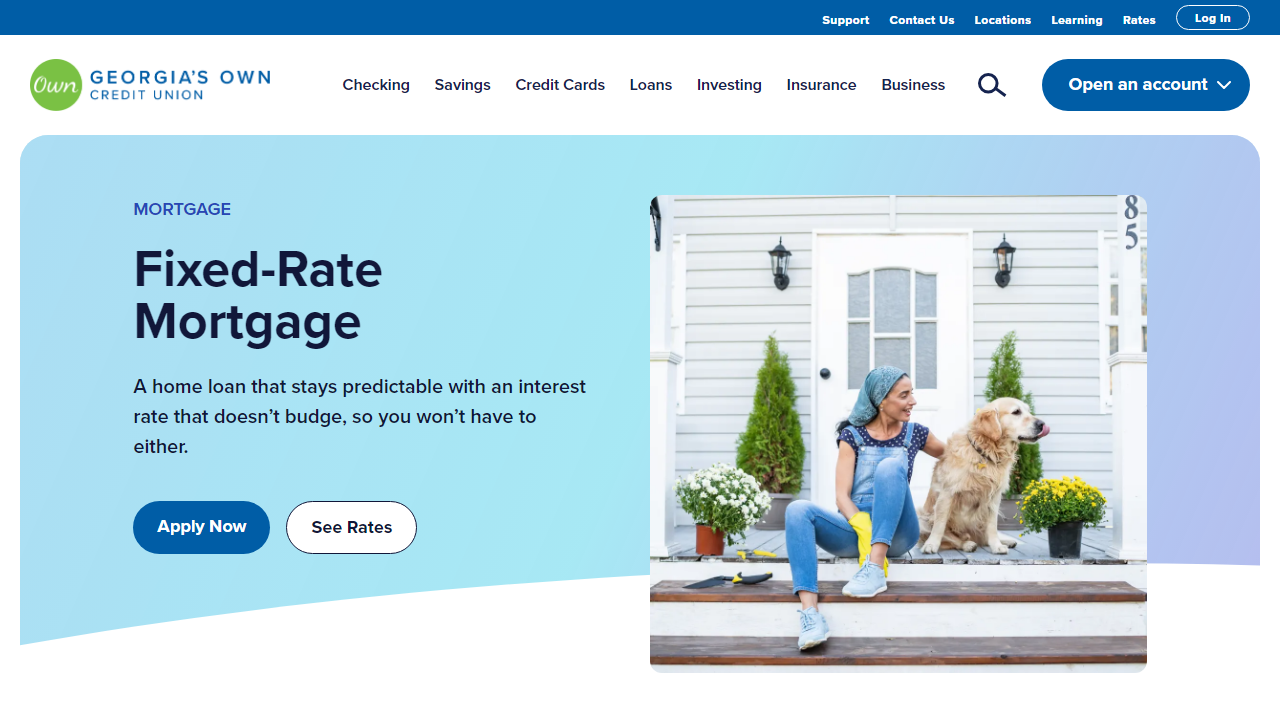 Support Contact Us Locations Learning Rates Log In
Own GEORGIA'S OWN
CREDIT UNION
Checking Savings Credit Cards Loans Investing Insurance Business Open an account
MORTGAGE
Fixed-Rate
Mortgage
A home loan that stays predictable with an interest
rate that doesn’t budge, so you won’t have to
either.
Apply Now See Rates
8
5